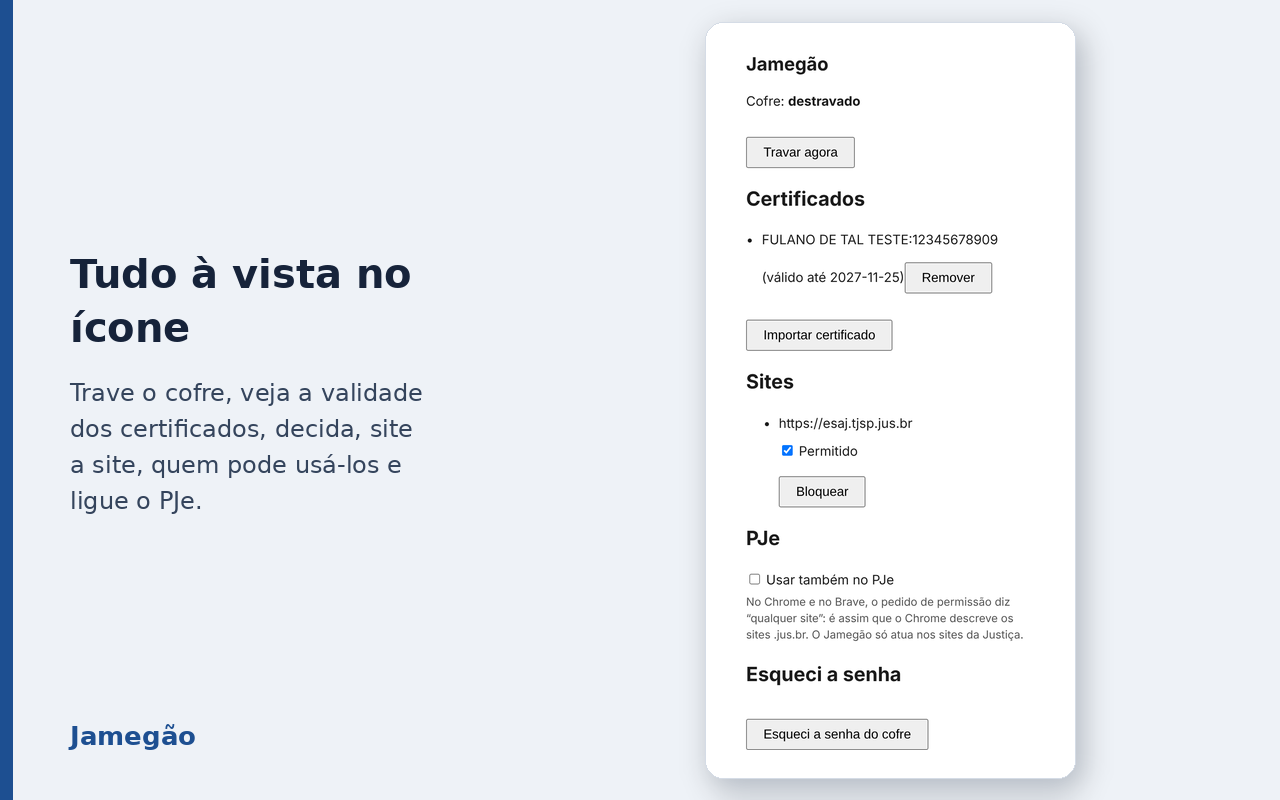 Tudo à vista no
ícone
Trave o cofre, veja a validade
dos certificados, decida, site
a site, quem pode usá-los e
ligue o PJe.
Jamegão
Jamegão
Cofre: destravado
Travar agora
Certificados
• FULANO DE TAL TESTE:12345678909
(válido até 2027-11-25) Remover
Importar certificado
Sites
• https://esaj.tjsp.jus.br
Permitido
Bloquear
PJe
Usar também no PJe
No Chrome e no Brave, o pedido de permissão diz
“qualquer site”: é assim que o Chrome descreve os
sites .jus.br. O Jamegão só atua nos sites da Justiça.
Esqueci a senha
Esqueci a senha do cofre